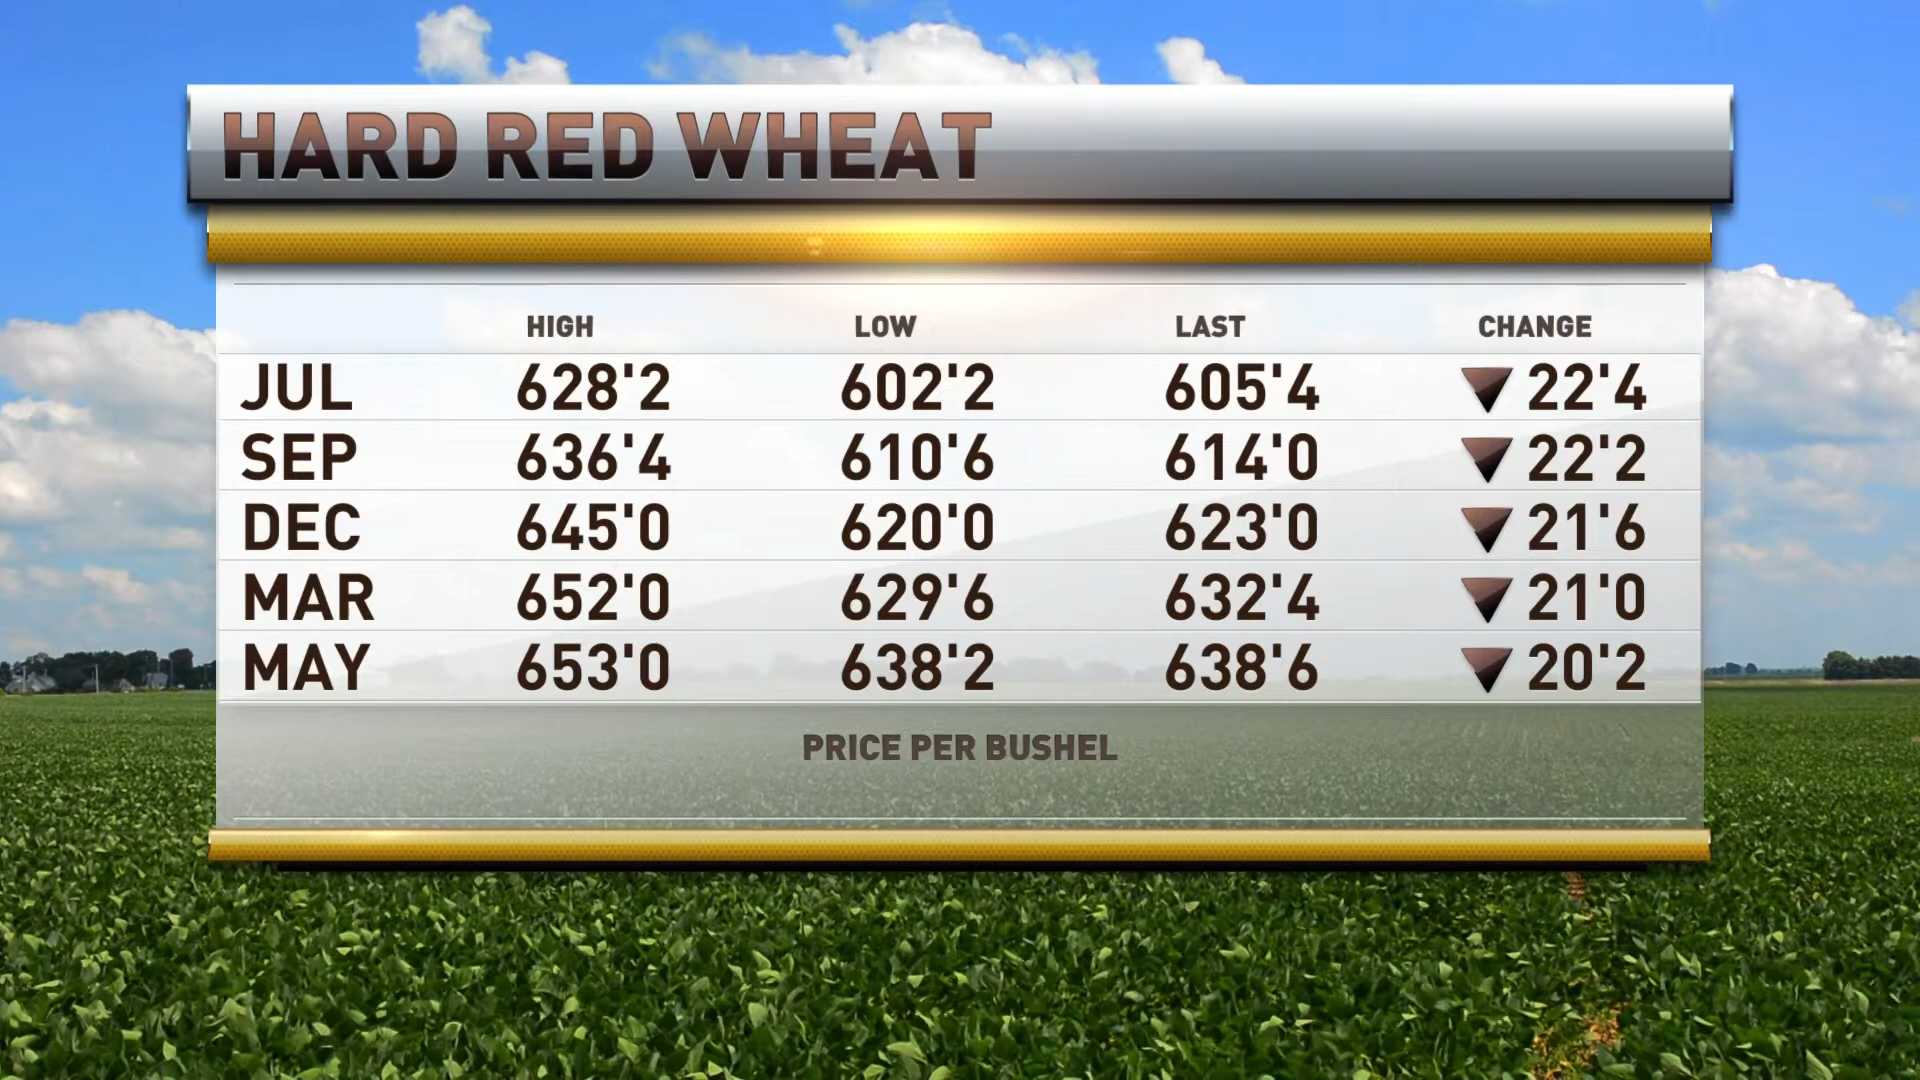 HARD RED WHEAT
HIGH LOW LAST CHANGE
JUL 628'2 602'2 605'4 ▼ 22'4
SEP 636'4 610'6 614'0 ▼ 22'2
DEC 645'0 620'0 623'0 ▼ 21'6
MAR 652'0 629'6 632'4 ▼ 21'0
MAY 653'0 638'2 638'6 ▼ 20'2
PRICE PER BUSHEL